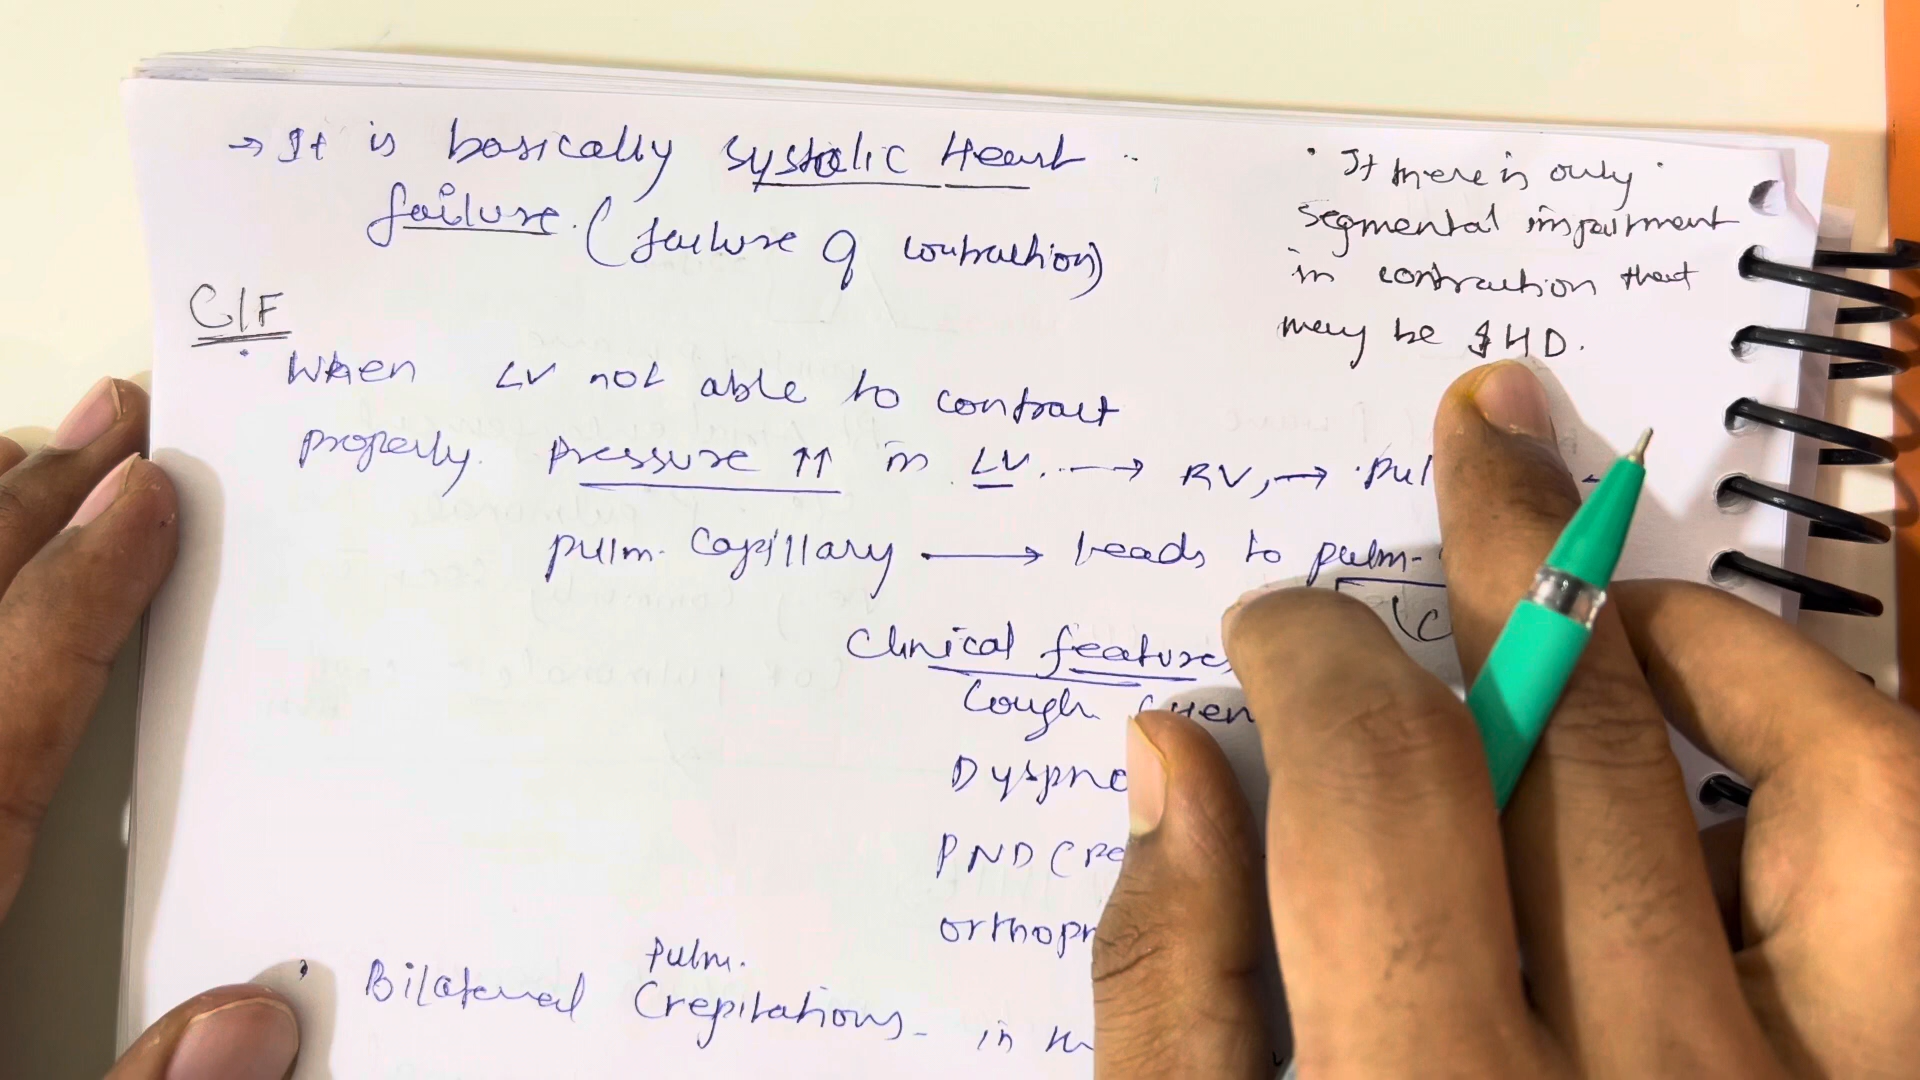 → It is basically systolic Heart
failure. (failure of contraction)
• If there is only
segmental impairment
in contraction that
may be IHD.
C/F
• When LV not able to contract
properly. Pressure ↑↑ in LV. → RV, → pul
pulm. Capillary → leads to pulm.
Clinical feature
Cough
Dyspno
PND (
orthopn
• Bilateral pulm. Crepitations - in